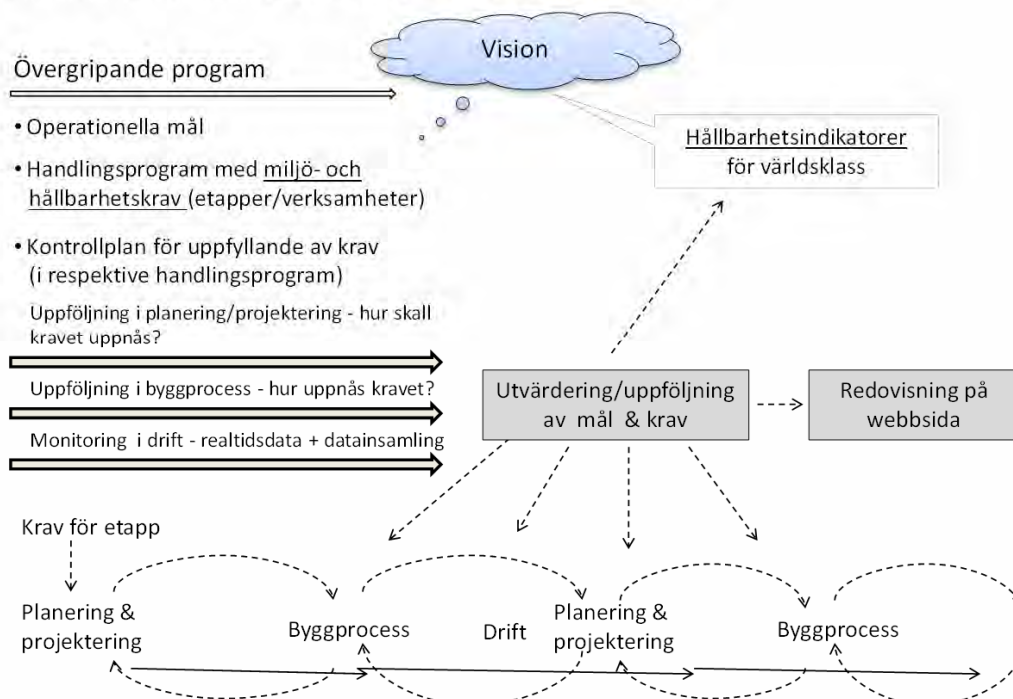 Vision
Övergripande program
• Operationella mål
• Handlingsprogram med miljö- och
hållbarhetskrav (etapper/verksamheter)
• Kontrollplan för uppfyllande av krav
(i respektive handlingsprogram)
Uppföljning i planering/projektering - hur skall
kravet uppnås?
Uppföljning i byggprocess - hur uppnås kravet?
Monitoring i drift - realtidsdata + datainsamling
Hållbarhetsindikatorer
för världsklass
Utvärdering/uppföljning
av mål & krav
Redovisning på
webbsida
Krav för etapp
Planering &
projektering
Byggprocess
Drift
Planering &
projektering
Byggprocess